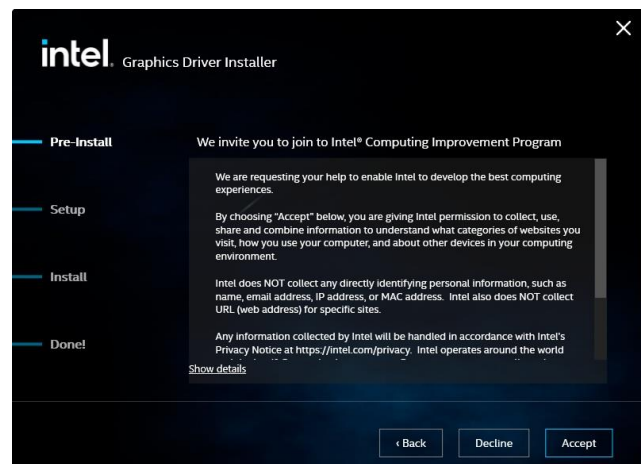 intel. Graphics Driver Installer
Pre-Install
Setup
Install
Done!
We invite you to join to Intel® Computing Improvement Program
We are requesting your help to enable Intel to develop the best computing
experiences.
By choosing "Accept" below, you are giving Intel permission to collect, use,
share and combine information to understand what categories of websites you
visit, how you use your computer, and about other devices in your computing
environment.
Intel does NOT collect any directly identifying personal information, such as
name, email address, IP address, or MAC address. Intel also does NOT collect
URL (web address) for specific sites.
Any information collected by Intel will be handled in accordance with Intel's
Privacy Notice at https://intel.com/privacy. Intel operates around the world
Show details
‹ Back
Decline
Accept